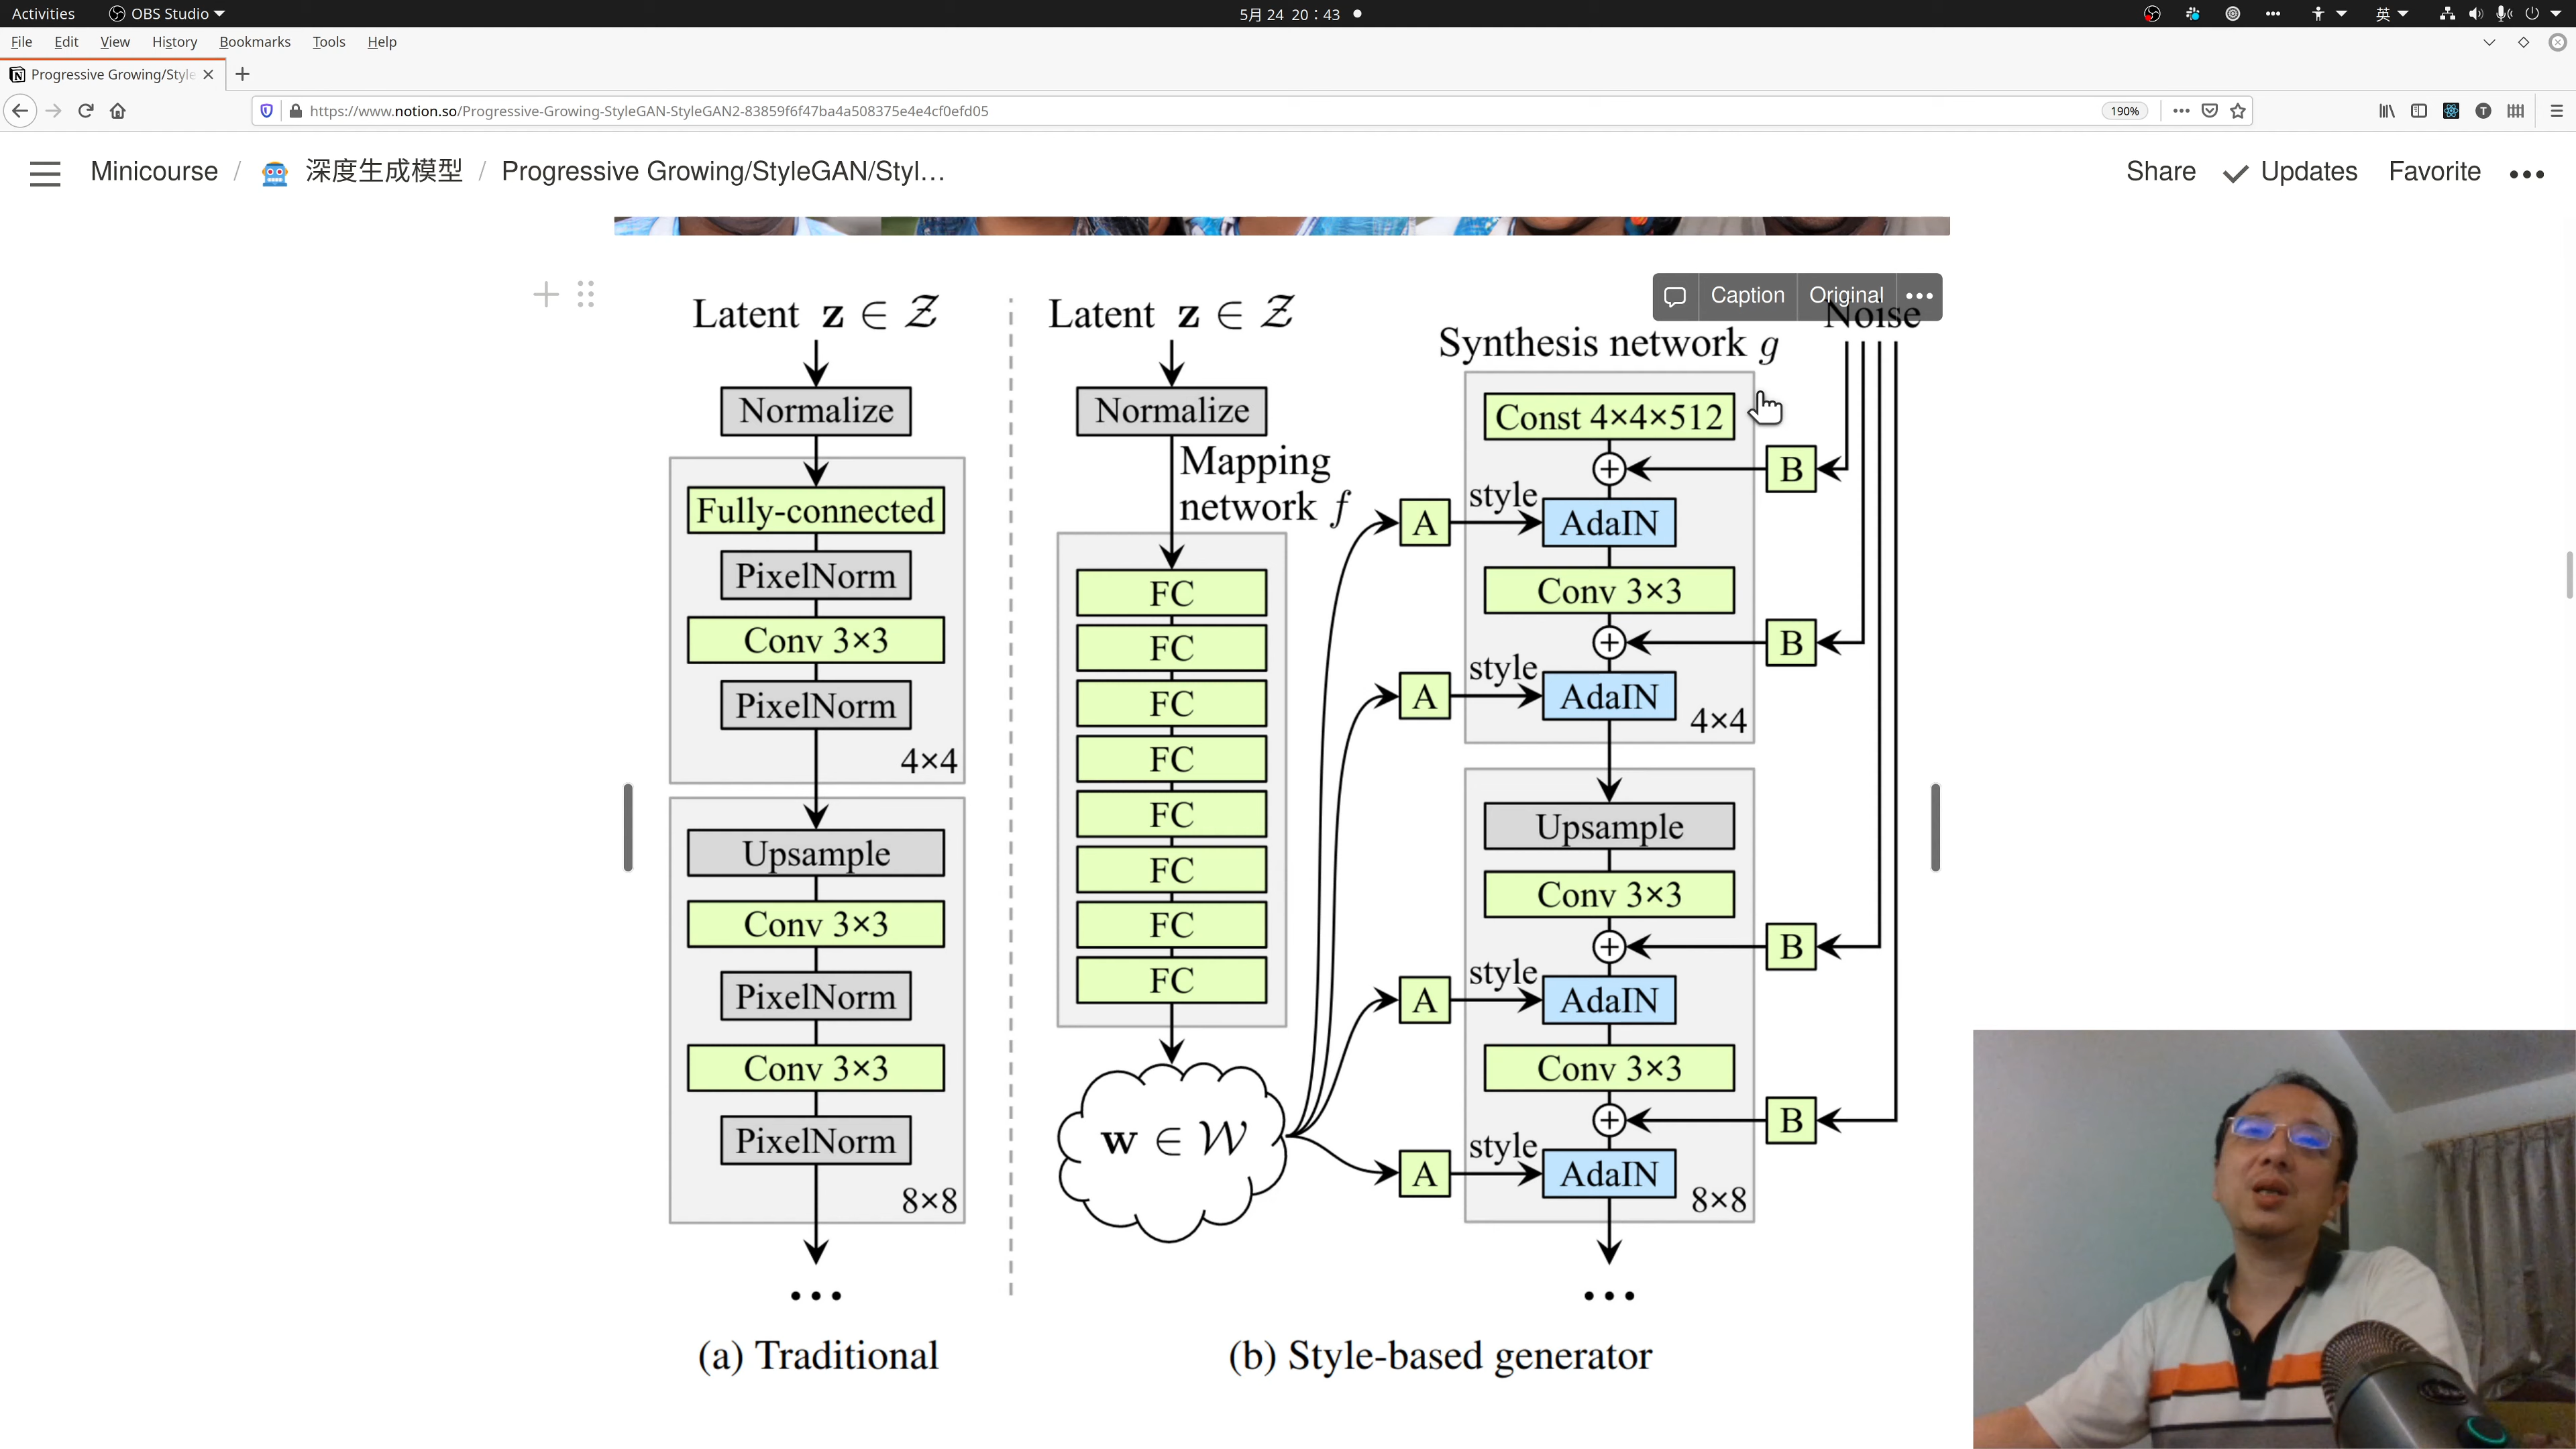 Activities
OBS Studio
5月 24 20：43
英
File Edit View History Bookmarks Tools Help
Progressive Growing/Style
https://www.notion.so/Progressive-Growing-StyleGAN-StyleGAN2-83859f6f47ba4a508375e4e4cf0efd05
190%
T
Minicourse / 深度生成模型 / Progressive Growing/StyleGAN/Styl…
Share Updates Favorite
Caption Original
Latent z ∈ Z
Normalize
Fully-connected
PixelNorm
Conv 3×3
PixelNorm
4×4
Upsample
Conv 3×3
PixelNorm
Conv 3×3
PixelNorm
8×8
...
(a) Traditional
Latent z ∈ Z
Normalize
Mapping
network f
FC
FC
FC
FC
FC
FC
FC
FC
w ∈ W
Noise
Synthesis network g
Const 4×4×512
B
A style AdaIN
Conv 3×3
B
A style AdaIN
4×4
Upsample
Conv 3×3
B
A style AdaIN
Conv 3×3
B
A style AdaIN
8×8
...
(b) Style-based generator